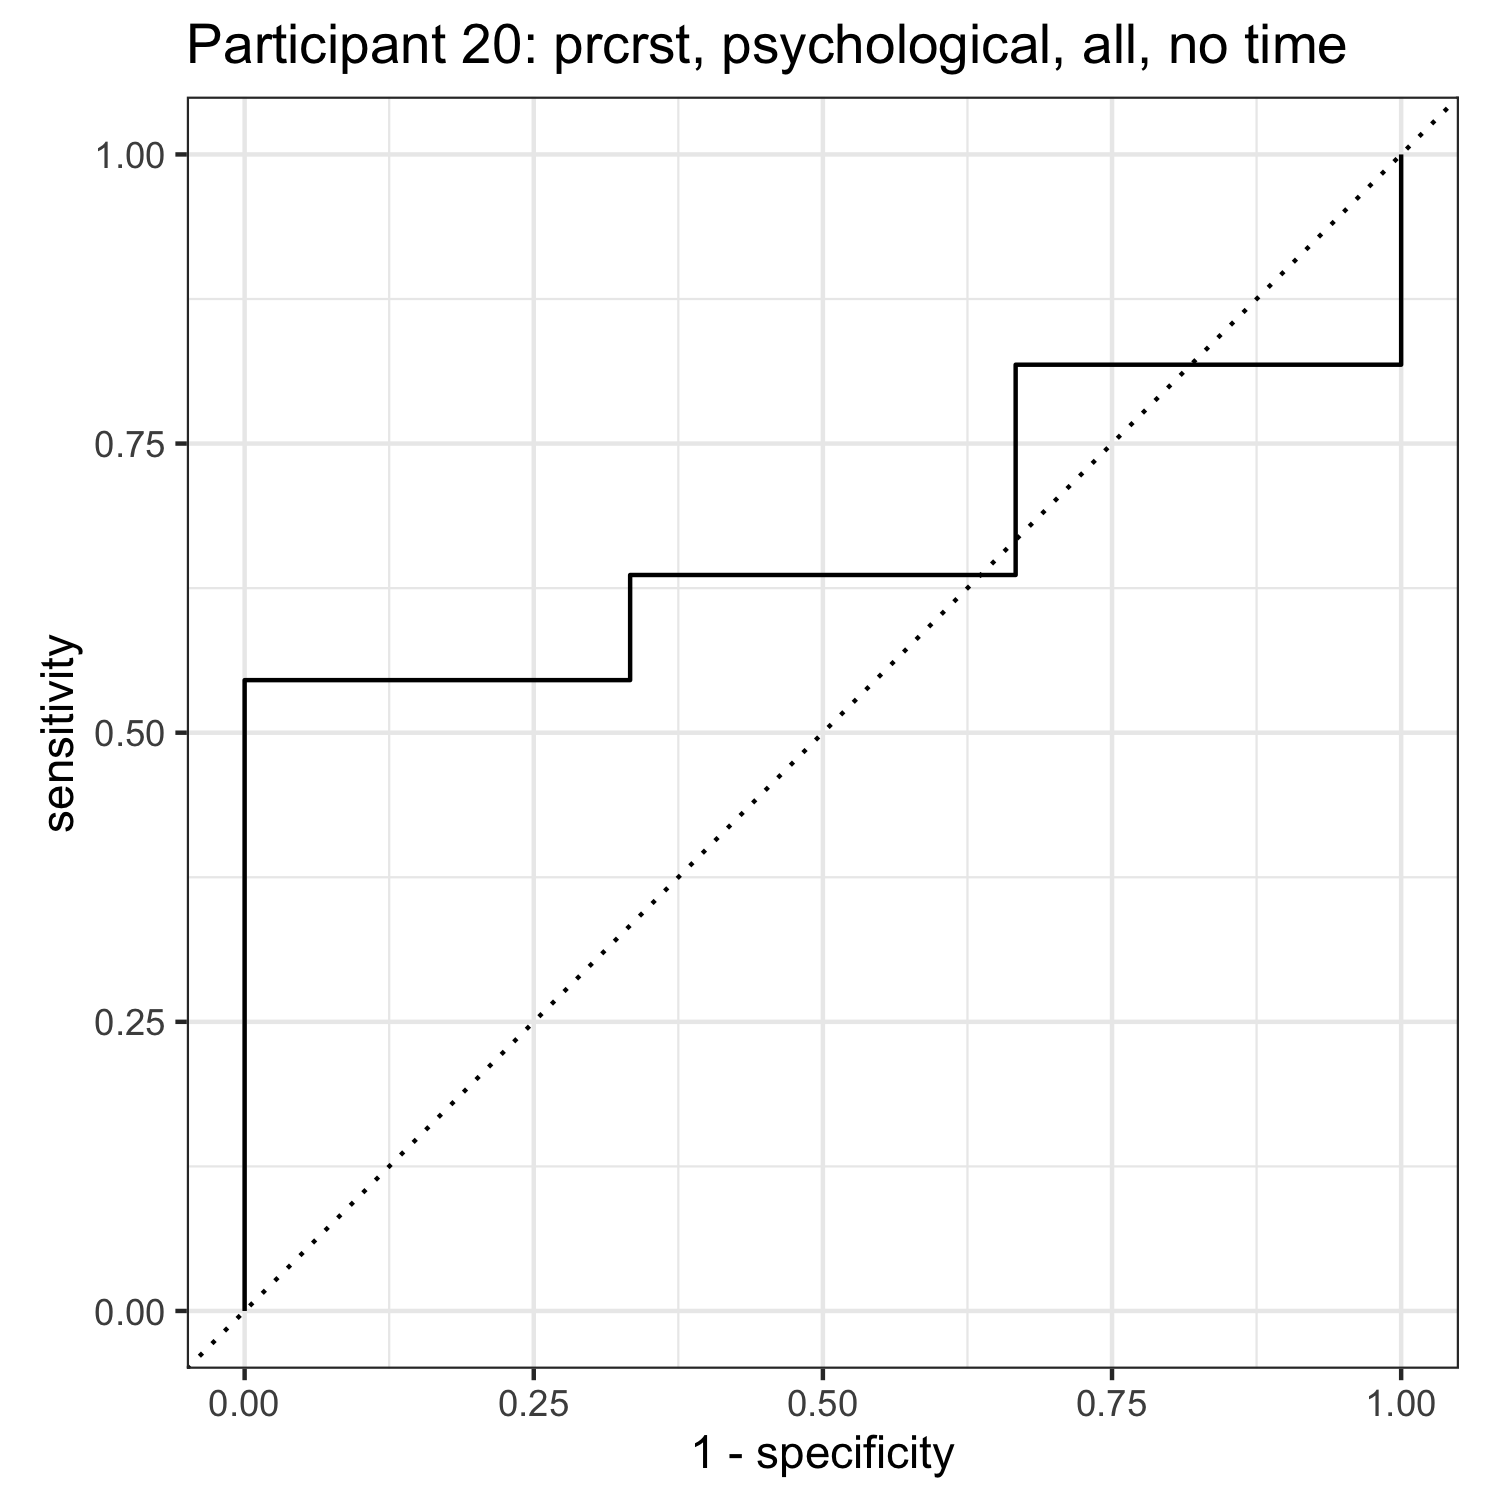 Participant 20: prcrst, psychological, all, no time
1.00
0.75
0.50
0.25
0.00
sensitivity
0.00 0.25 0.50 0.75 1.00
1 - specificity